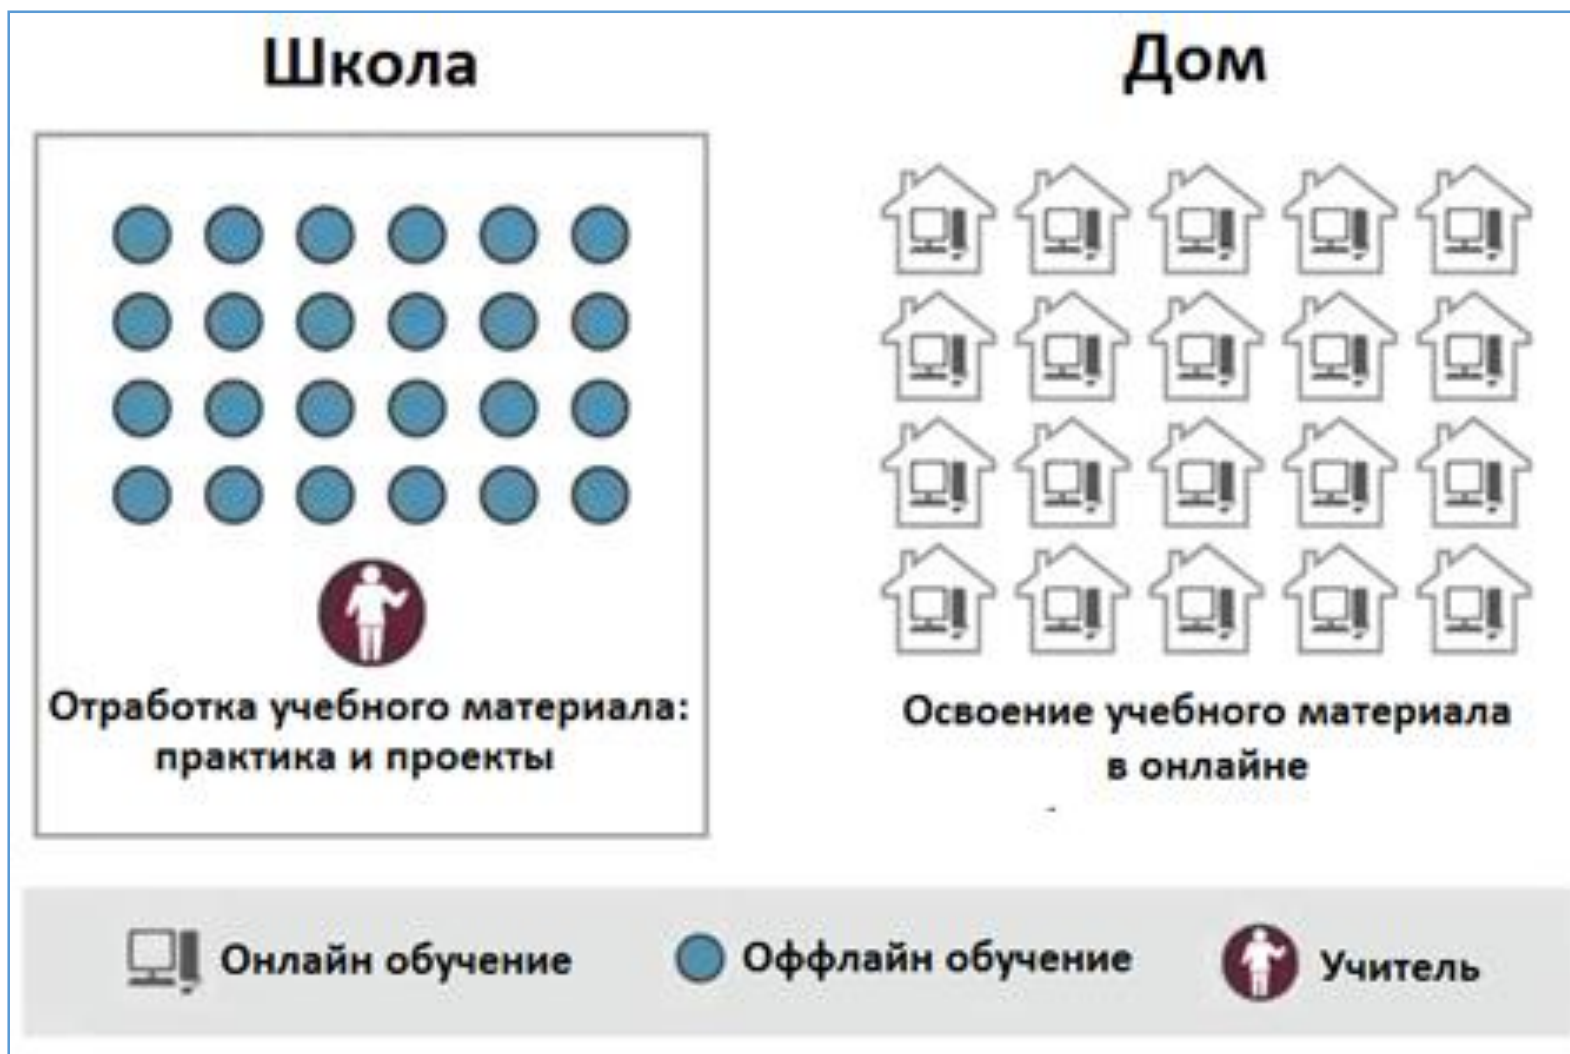 Школа
Отработка учебного материала:
практика и проекты
Дом
Освоение учебного материала
в онлайне
Онлайн обучение
Оффлайн обучение
Учитель